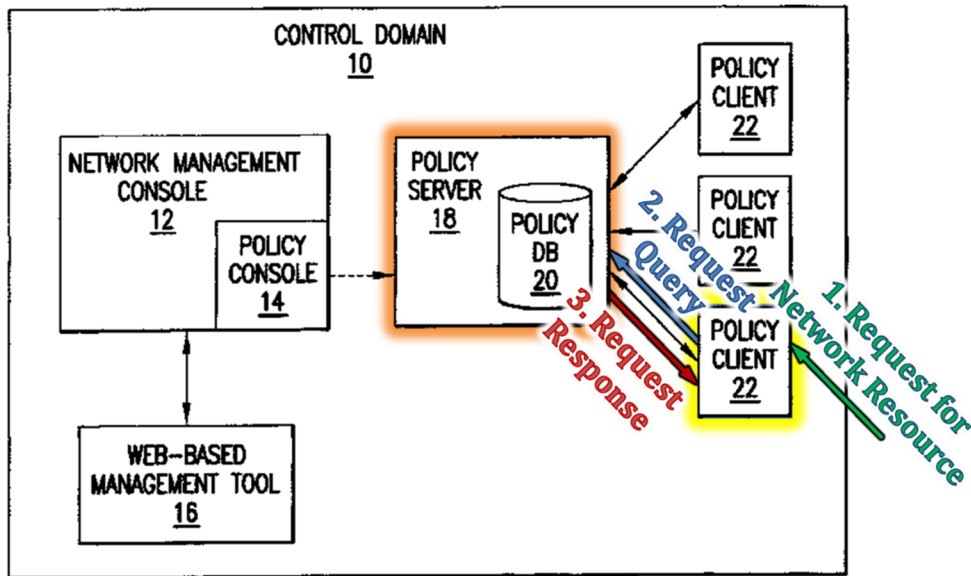 CONTROL DOMAIN
10
NETWORK MANAGEMENT
CONSOLE
12
POLICY
CONSOLE
14
WEB-BASED
MANAGEMENT TOOL
16
POLICY
SERVER
18
POLICY
DB
20
POLICY
CLIENT
22
POLICY
CLIENT
22
POLICY
CLIENT
22
1. Request for
Network Resource
2. Request
Query
3. Request
Response